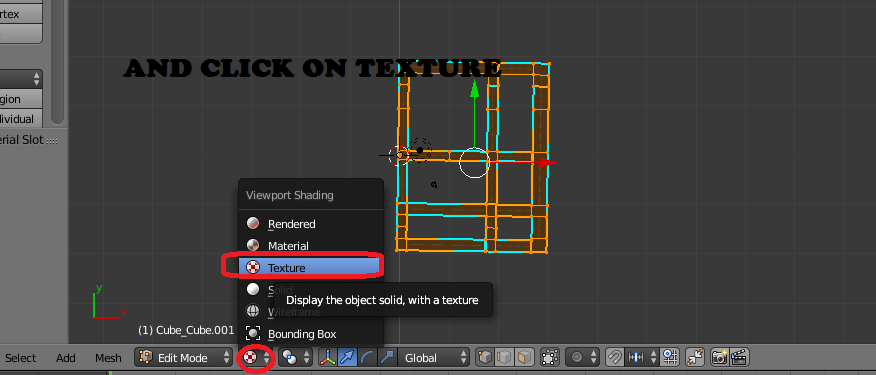 rtex
AND CLICK ON TEXTURE
gion
dividual
rial Slot
Viewport Shading
Rendered
Material
Texture
Solid
Display the object solid, with a texture
Wireframe
Bounding Box
y
x
(1) Cube_Cube.001
Select Add Mesh Edit Mode Global